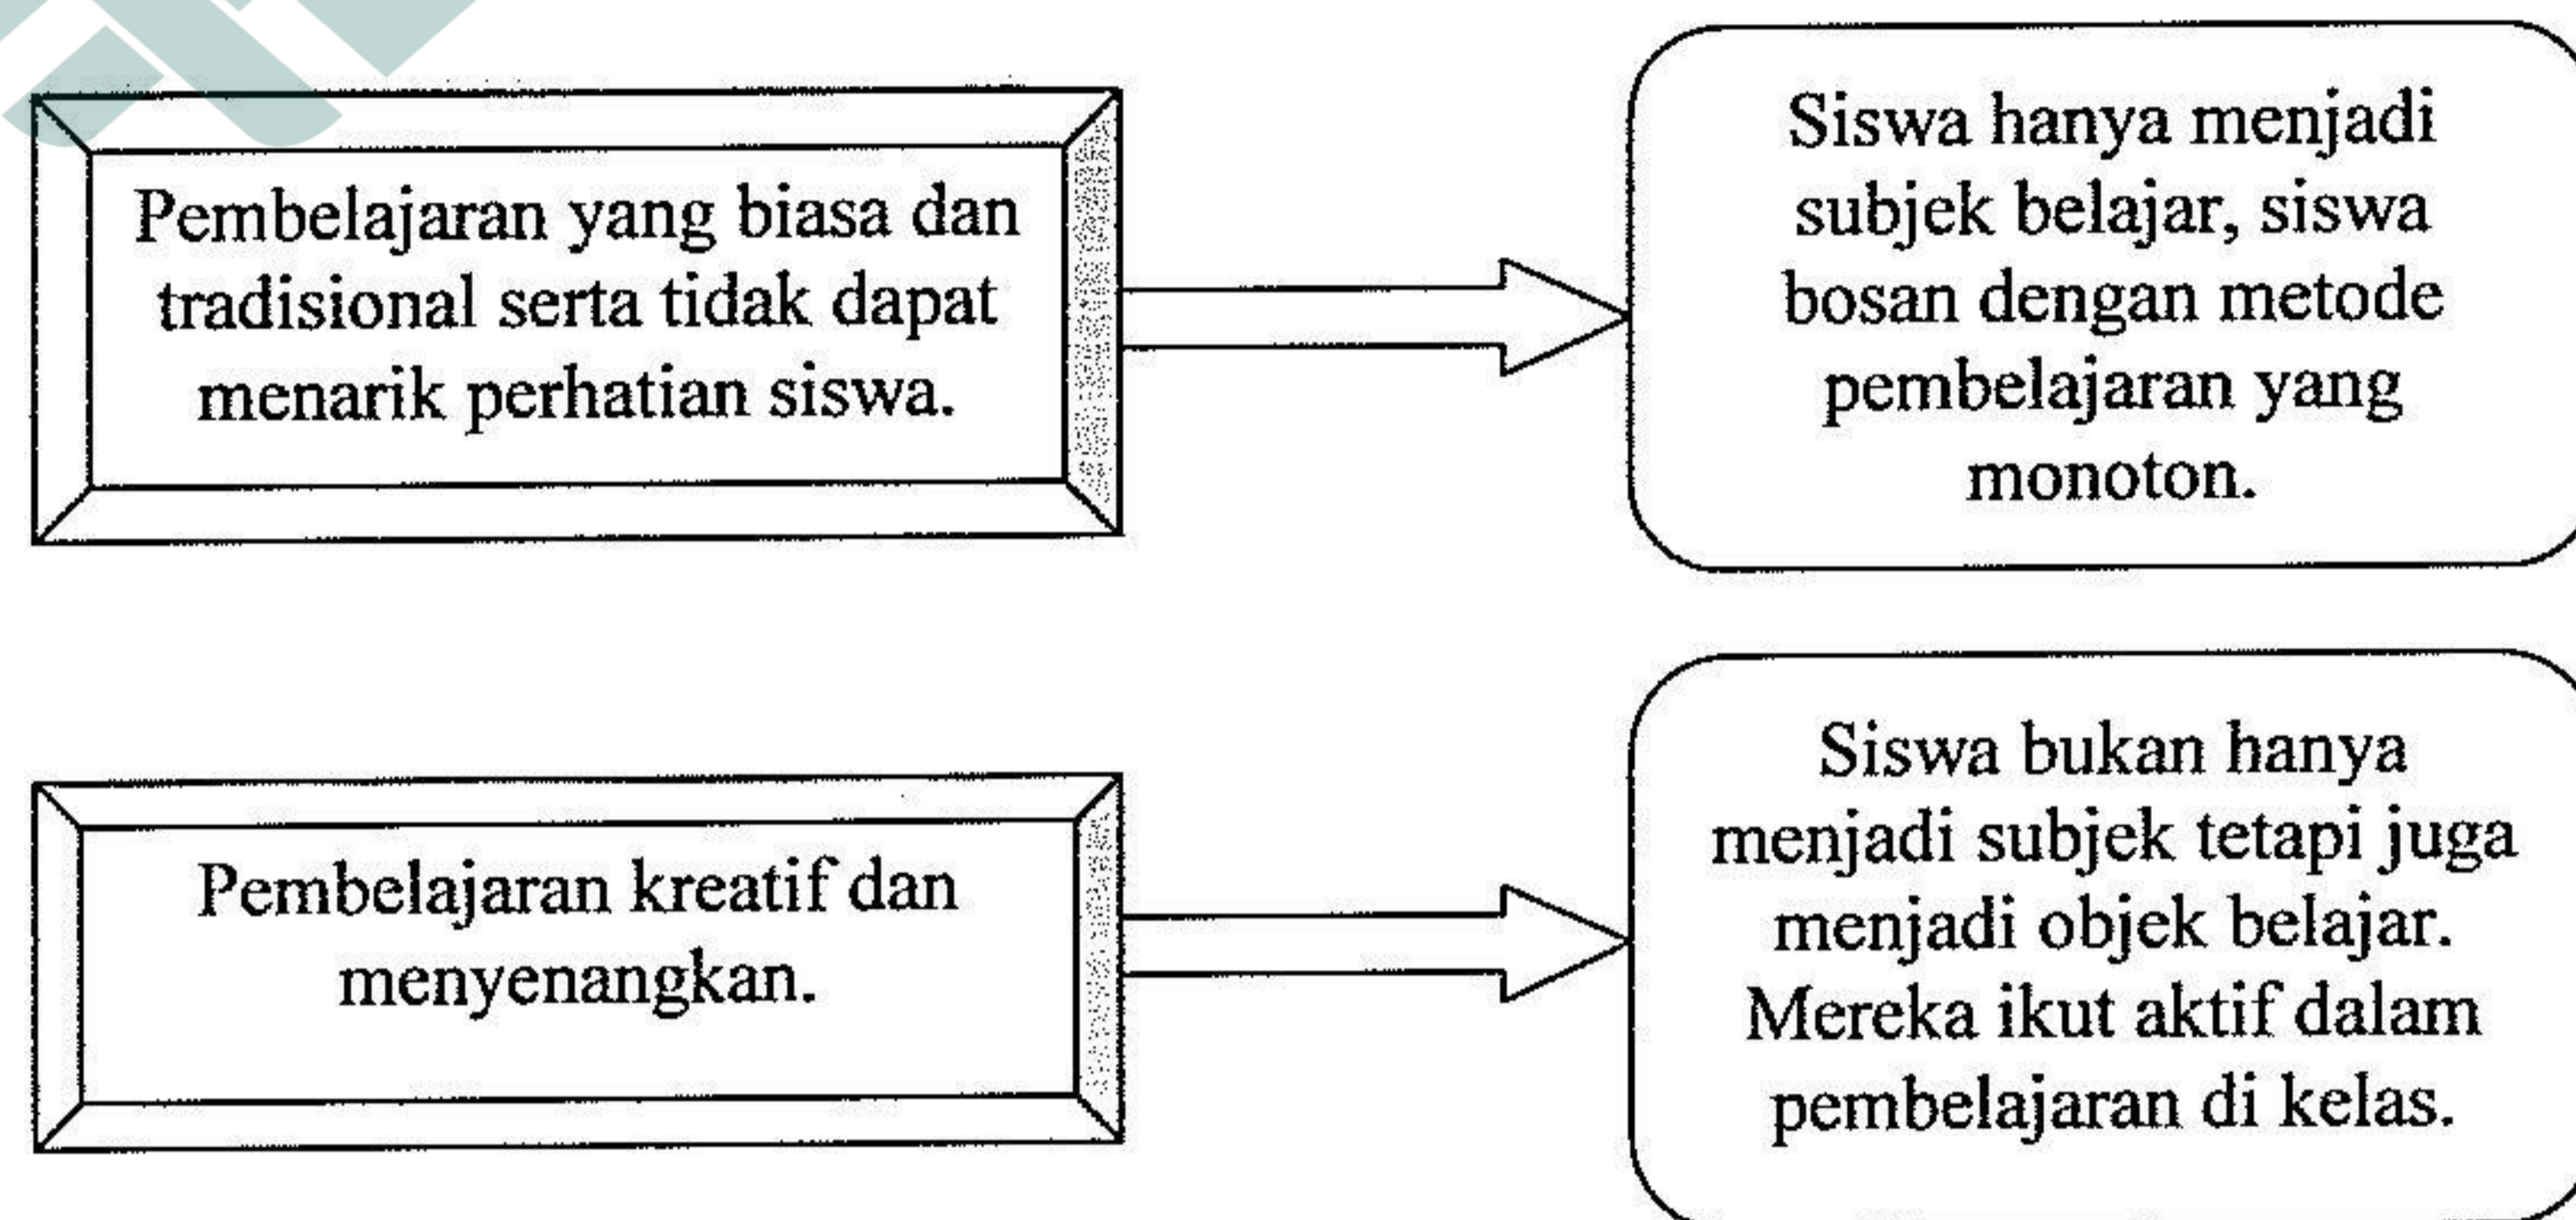 Pembelajaran yang biasa dan
tradisional serta tidak dapat
menarik perhatian siswa.
Siswa hanya menjadi
subjek belajar, siswa
bosan dengan metode
pembelajaran yang
monoton.
Pembelajaran kreatif dan
menyenangkan.
Siswa bukan hanya
menjadi subjek tetapi juga
menjadi objek belajar.
Mereka ikut aktif dalam
pembelajaran di kelas.